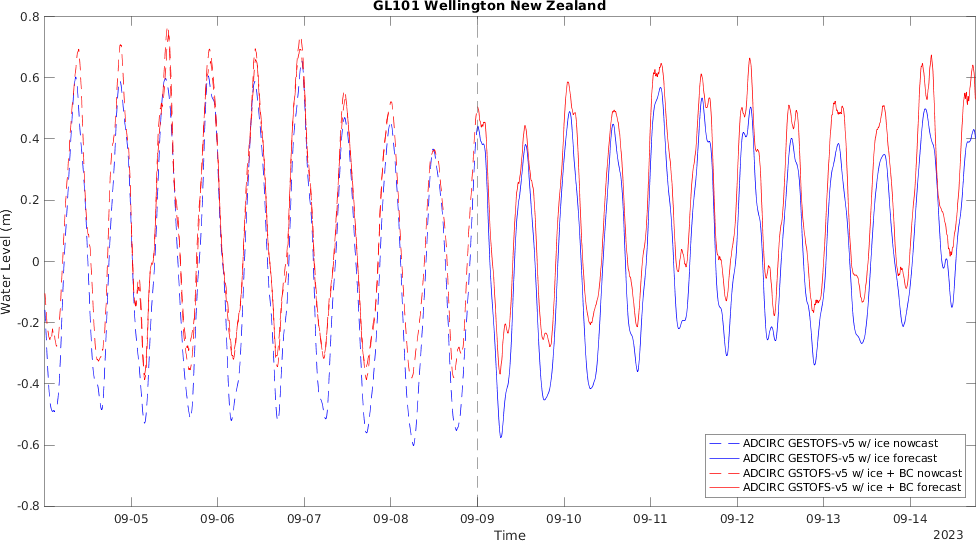 GL101 Wellington New Zealand
0.8
0.6
0.4
0.2
0
-0.2
-0.4
-0.6
-0.8
Water Level (m)
ADCIRC GESTOFS-v5 w/ ice nowcast
ADCIRC GESTOFS-v5 w/ ice forecast
ADCIRC GSTOFS-v5 w/ ice + BC nowcast
ADCIRC GSTOFS-v5 w/ ice + BC forecast
09-05 09-06 09-07 09-08 09-09 09-10 09-11 09-12 09-13 09-14
Time
2023